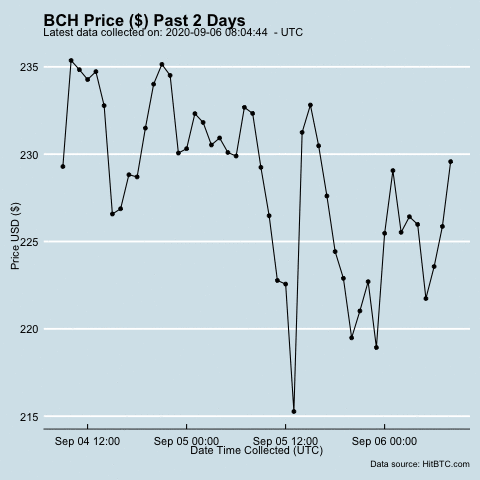 BCH Price ($) Past 2 Days
Latest data collected on: 2020-09-06 08:04:44 - UTC
235
230
225
220
215
Price USD ($)
Sep 04 12:00 Sep 05 00:00 Sep 05 12:00 Sep 06 00:00
Date Time Collected (UTC)
Data source: HitBTC.com